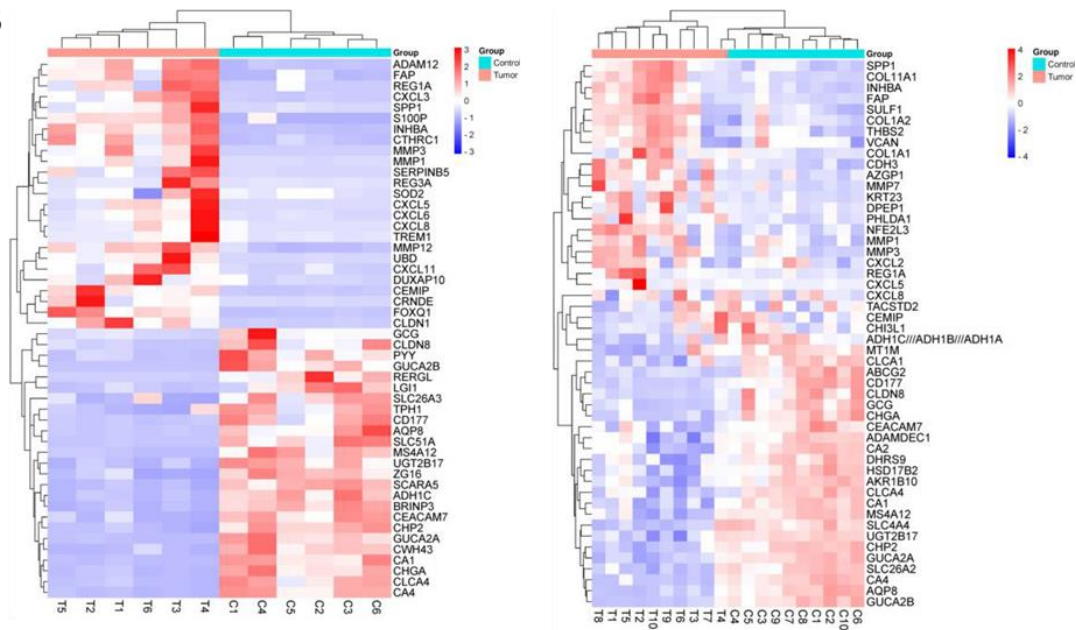 Group
ADAM12
FAP
REG1A
CXCL3
SPP1
S100P
INHBA
CTHRC1
MMP3
MMP1
SERPINB5
REG3A
SOD2
CXCL5
CXCL6
CXCL8
TREM1
MMP12
UBD
CXCL11
DUXAP10
CEMIP
CRNDE
FOXQ1
CLDN1
GCG
CLDN8
PYY
GUCA2B
RERGL
LGI1
SLC26A3
TPH1
CD177
AQP8
SLC51A
MS4A12
UGT2B17
ZG16
SCARA5
ADH1C
BRINP3
CEACAM7
CHP2
GUCA2A
CWH43
CA1
CHGA
CLCA4
CA4
T5 T2 T1 T6 T3 T4 C1 C4 C5 C2 C3 C6
3
2
1
0
-1
-2
-3
Group
Control
Tumor
Group
SPP1
COL11A1
INHBA
FAP
SULF1
COL1A2
THBS2
VCAN
COL1A1
CDH3
AZGP1
MMP7
KRT23
DPEP1
PHLDA1
NFE2L3
MMP1
MMP3
CXCL2
REG1A
CXCL5
CXCL8
TACSTD2
CEMIP
CHI3L1
ADH1C///ADH1B///ADH1A
MT1M
CLCA1
ABCG2
CD177
CLDN8
GCG
CHGA
CEACAM7
ADAMDEC1
CA2
DHRS9
HSD17B2
AKR1B10
CLCA4
CA1
MS4A12
SLC4A4
UGT2B17
CHP2
GUCA2A
SLC26A2
CA4
AQP8
GUCA2B
T8 T1 T5 T2 T10 T9 T6 T3 T7 T4 C4 C5 C3 C9 C7 C8 C1 C2 C10 C6
4
2
0
-2
-4
Group
Control
Tumor